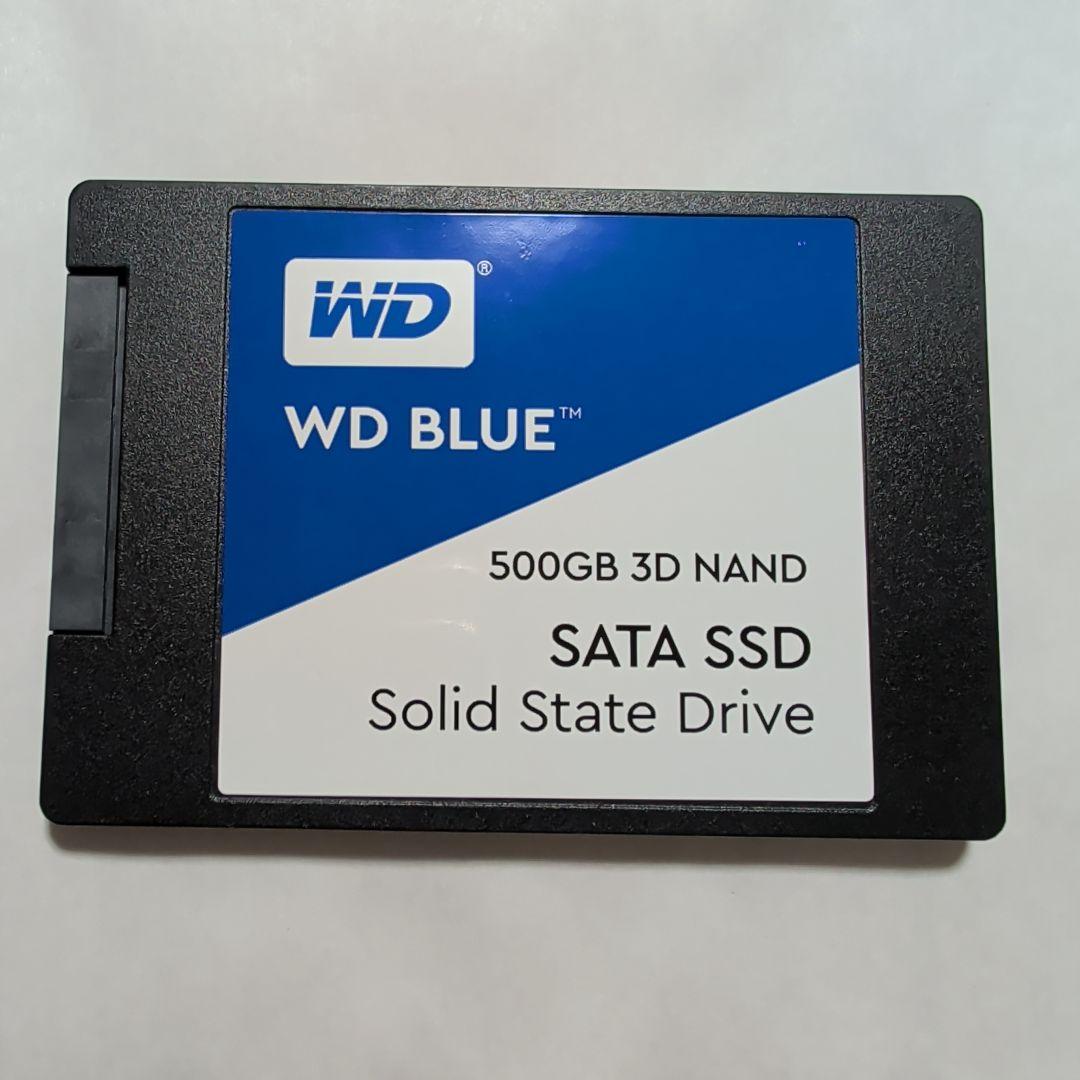 WD®
WD BLUE™
500GB 3D NAND
SATA SSD
Solid State Drive